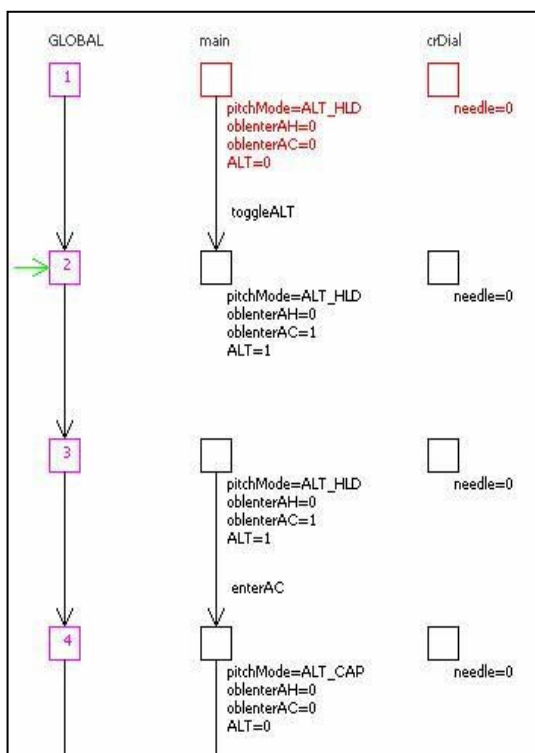 GLOBAL main crDial
1
pitchMode=ALT_HLD needle=0
oblenterAH=0
oblenterAC=0
ALT=0
toggleALT
2
pitchMode=ALT_HLD needle=0
oblenterAH=0
oblenterAC=1
ALT=1
3
pitchMode=ALT_HLD needle=0
oblenterAH=0
oblenterAC=1
ALT=1
enterAC
4
pitchMode=ALT_CAP needle=0
oblenterAH=0
oblenterAC=0
ALT=0